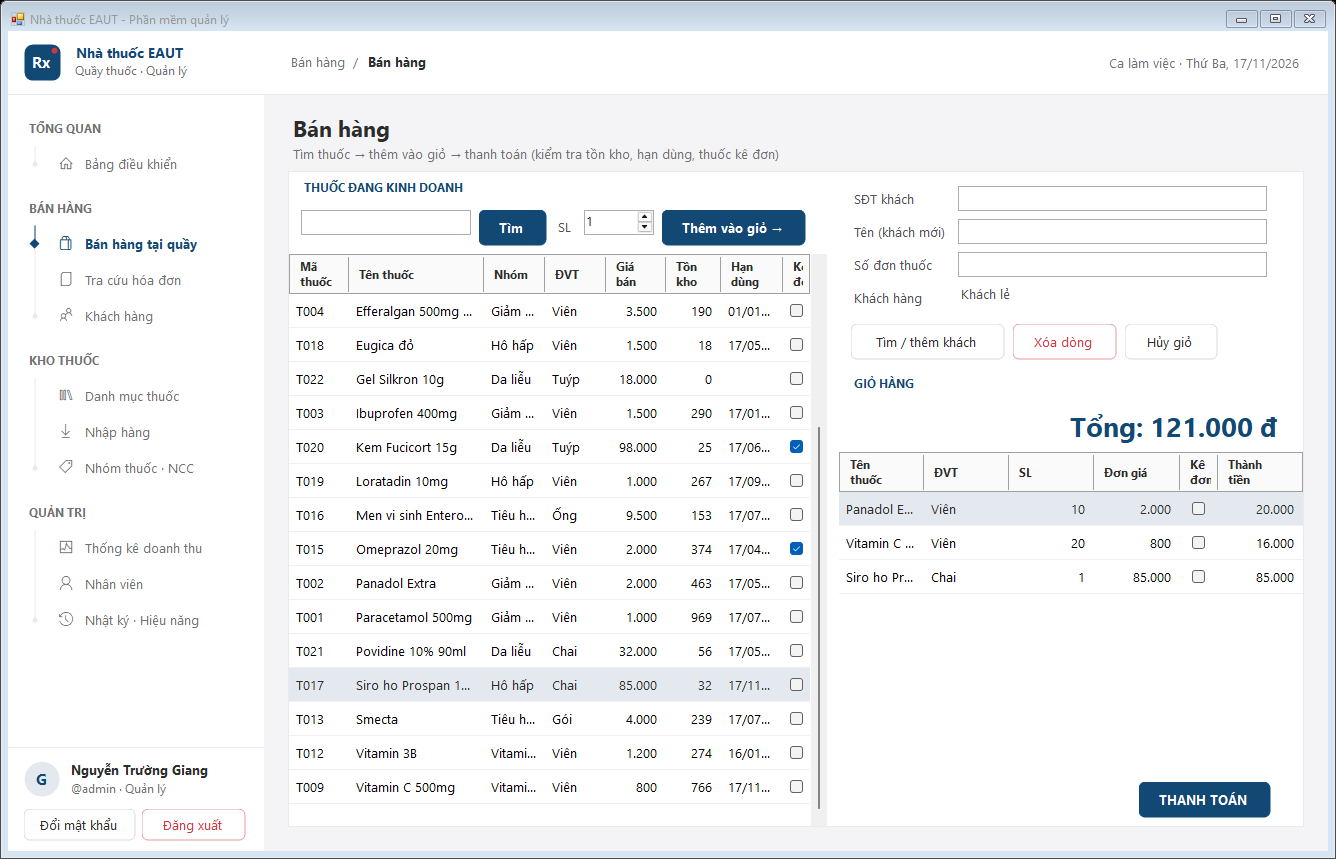 Nhà thuốc EAUT - Phần mềm quản lý
Rx
Nhà thuốc EAUT
Quầy thuốc · Quản lý
Bán hàng / Bán hàng
Ca làm việc · Thứ Ba, 17/11/2026
TỔNG QUAN
Bảng điều khiển
BÁN HÀNG
Bán hàng tại quầy
Tra cứu hóa đơn
Khách hàng
KHO THUỐC
Danh mục thuốc
Nhập hàng
Nhóm thuốc · NCC
QUẢN TRỊ
Thống kê doanh thu
Nhân viên
Nhật ký · Hiệu năng
G
Nguyễn Trường Giang
@admin · Quản lý
Đổi mật khẩu
Đăng xuất
Bán hàng
Tìm thuốc → thêm vào giỏ → thanh toán (kiểm tra tồn kho, hạn dùng, thuốc kê đơn)
THUỐC ĐANG KINH DOANH
Tìm
SL
1
Thêm vào giỏ →
Mã thuốc Tên thuốc Nhóm ĐVT Giá bán Tồn kho Hạn dùng
T004 Efferalgan 500mg ... Giảm ... Viên 3.500 190 01/01...
T018 Eugica đỏ Hô hấp Viên 1.500 18 17/05...
T022 Gel Silkron 10g Da liễu Tuýp 18.000 0
T003 Ibuprofen 400mg Giảm ... Viên 1.500 290 17/01...
T020 Kem Fucicort 15g Da liễu Tuýp 98.000 25 17/06...
T019 Loratadin 10mg Hô hấp Viên 1.000 267 17/09...
T016 Men vi sinh Entero... Tiêu h... Ống 9.500 153 17/07...
T015 Omeprazol 20mg Tiêu h... Viên 2.000 374 17/04...
T002 Panadol Extra Giảm ... Viên 2.000 463 17/05...
T001 Paracetamol 500mg Giảm ... Viên 1.000 969 17/07...
T021 Povidine 10% 90ml Da liễu Chai 32.000 56 17/05...
T017 Siro ho Prospan 1... Hô hấp Chai 85.000 32 17/11...
T013 Smecta Tiêu h... Gói 4.000 239 17/07...
T012 Vitamin 3B Vitami... Viên 1.200 274 16/01...
T009 Vitamin C 500mg Vitami... Viên 800 766 17/11...
SĐT khách
Tên (khách mới)
Số đơn thuốc
Khách hàng Khách lẻ
Tìm / thêm khách
Xóa dòng
Hủy giỏ
GIỎ HÀNG
Tổng: 121.000 đ
Tên thuốc ĐVT SL Đơn giá Kê đơn Thành tiền
Panadol E... Viên 10 2.000 20.000
Vitamin C ... Viên 20 800 16.000
Siro ho Pr... Chai 1 85.000 85.000
THANH TOÁN